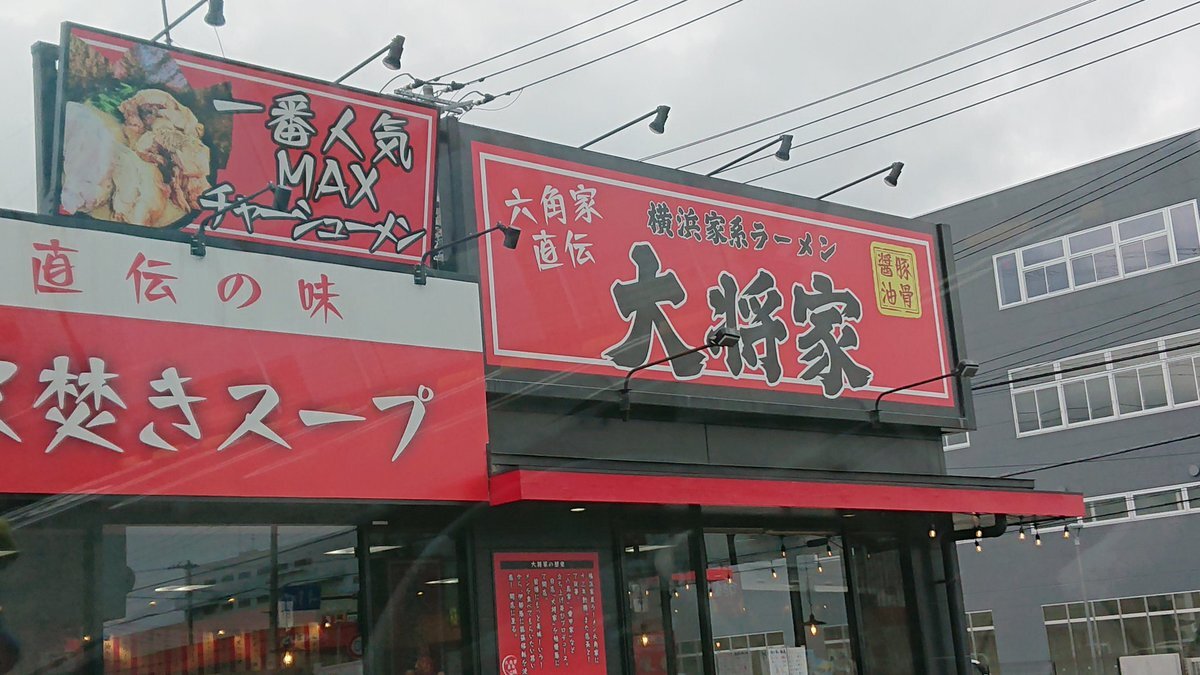 一番人気
MAX
チャーシューメン
直伝の味
焚きスープ
六角家
直伝
横浜家系ラーメン
大将家
豚骨
醤油
大将家の歴史